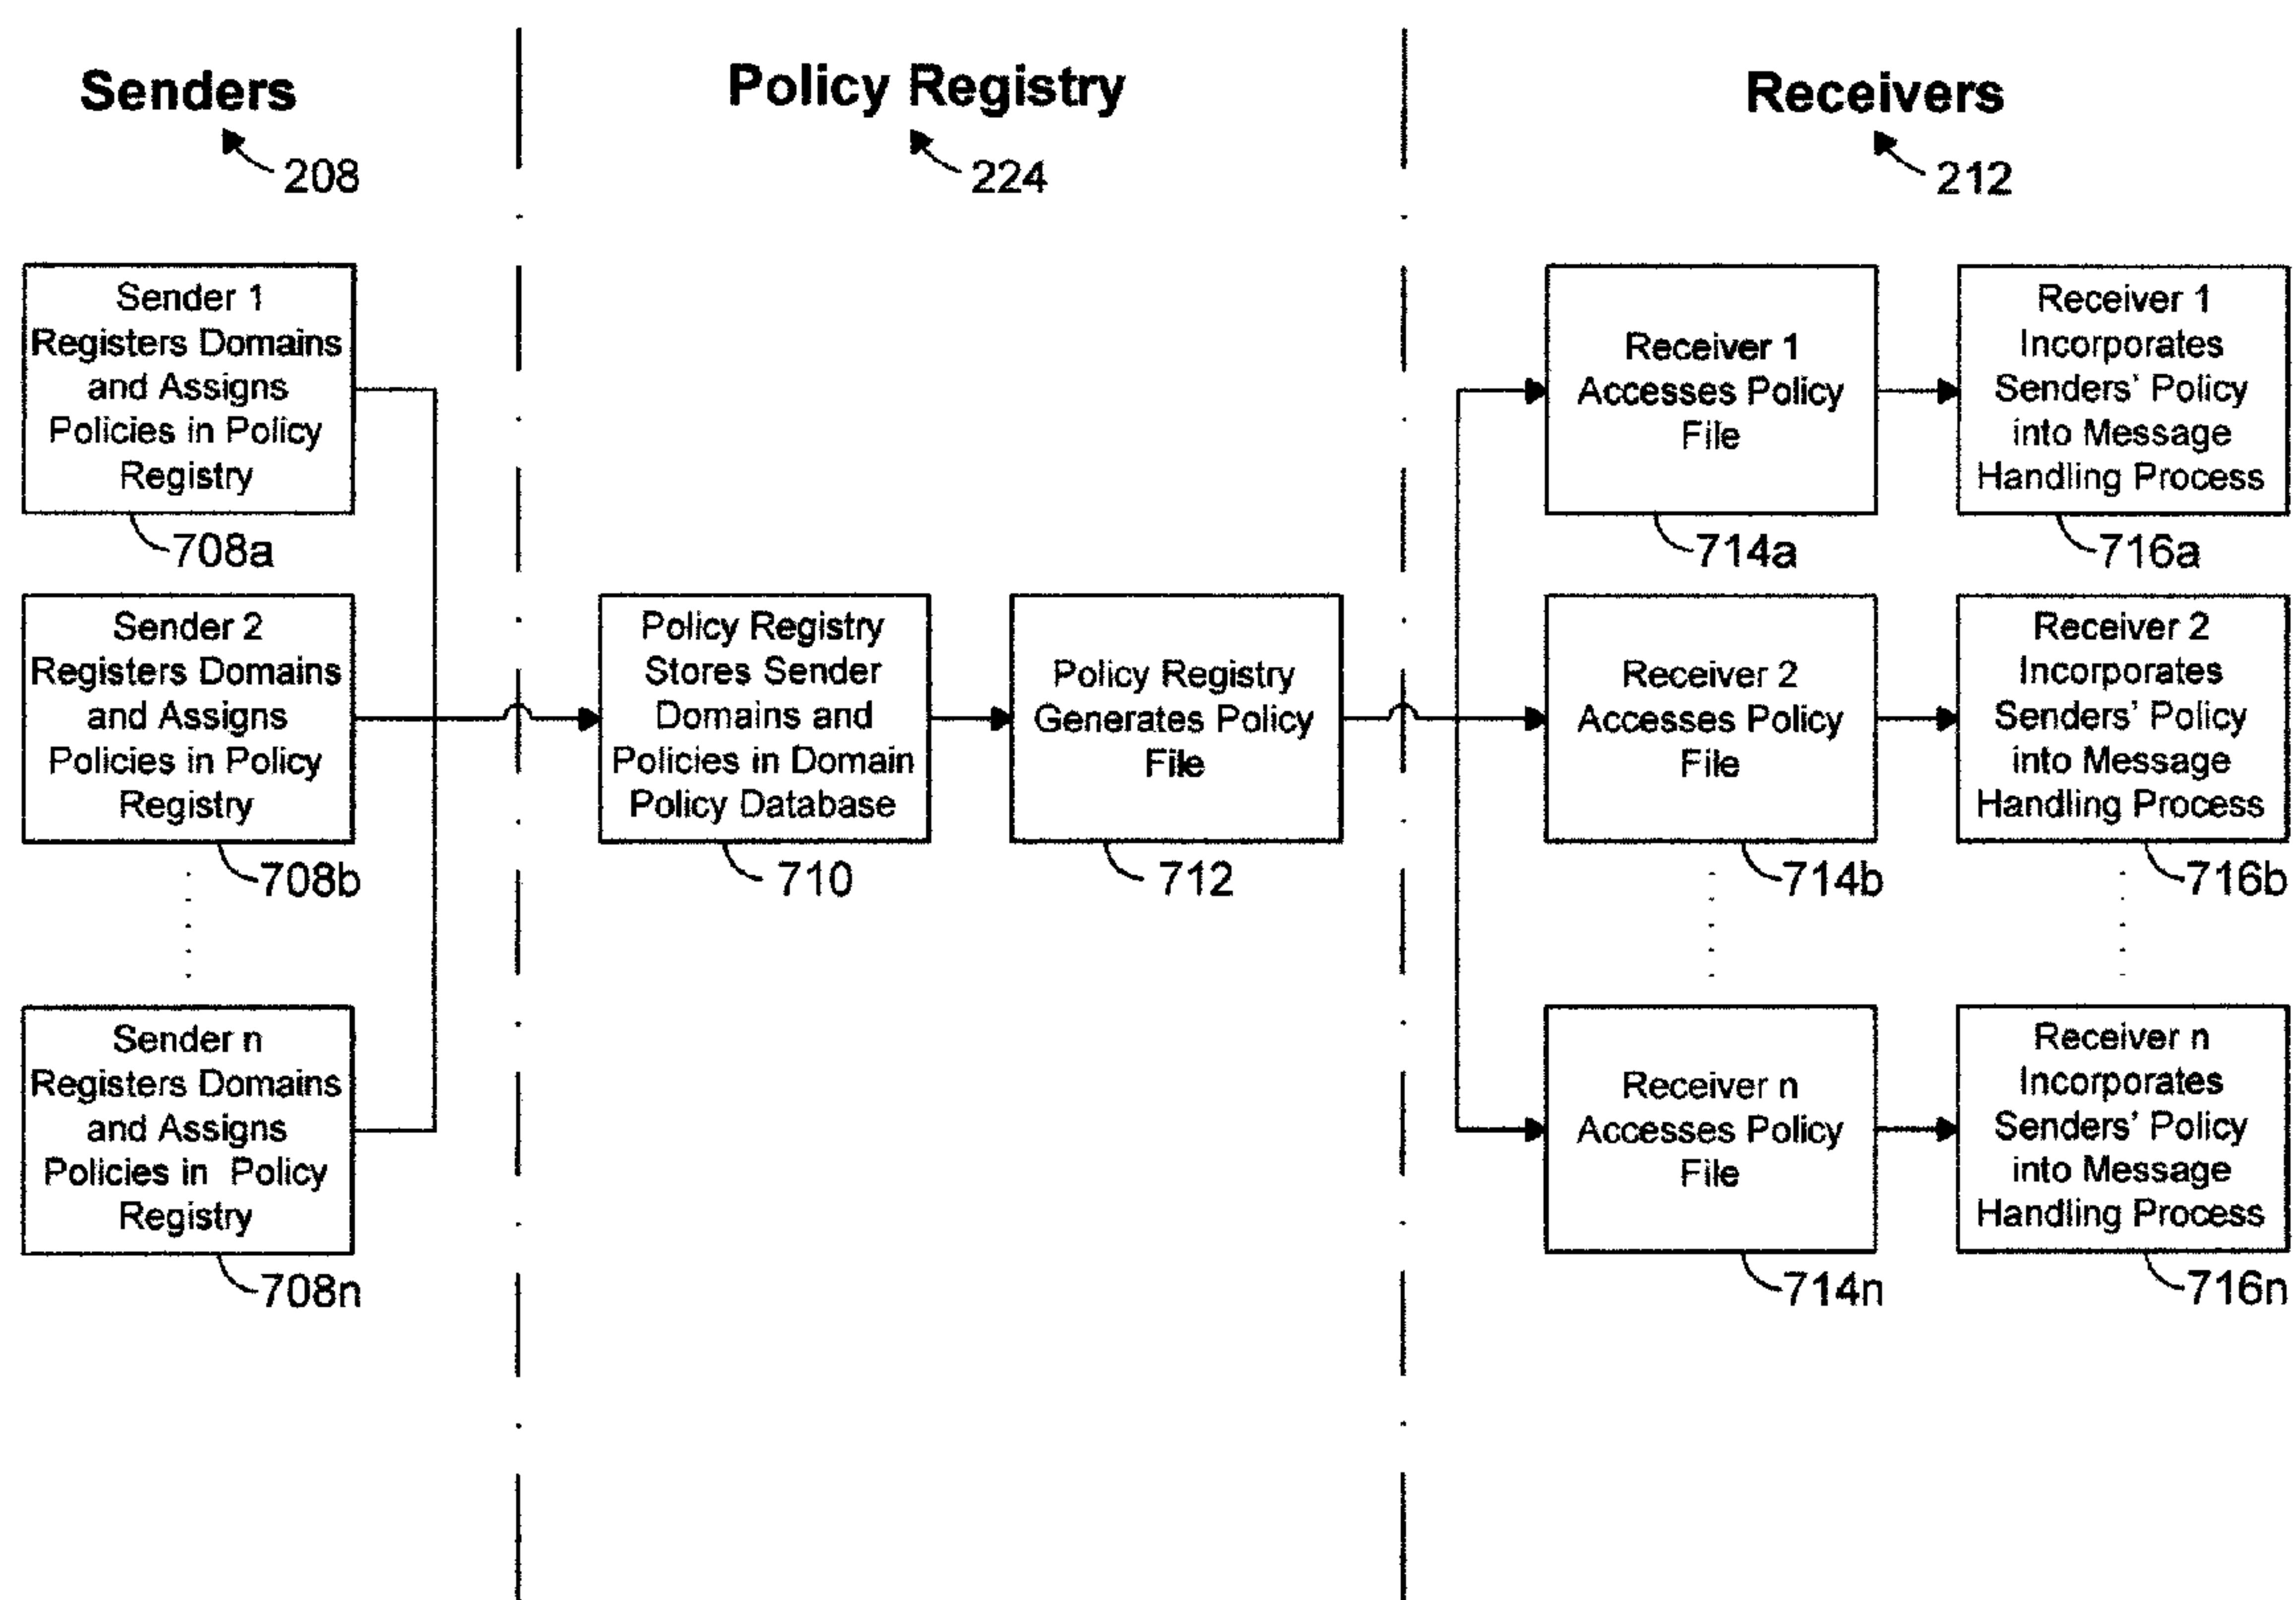 Senders
208
Policy Registry
224
Receivers
212
Sender 1
Registers Domains
and Assigns
Policies in Policy
Registry
708a
Sender 2
Registers Domains
and Assigns
Policies in Policy
Registry
708b
Sender n
Registers Domains
and Assigns
Policies in Policy
Registry
708n
Policy Registry
Stores Sender
Domains and
Policies in Domain
Policy Database
710
Policy Registry
Generates Policy
File
712
Receiver 1
Accesses Policy
File
714a
Receiver 1
Incorporates
Senders' Policy
into Message
Handling Process
716a
Receiver 2
Accesses Policy
File
714b
Receiver 2
Incorporates
Senders' Policy
into Message
Handling Process
716b
Receiver n
Accesses Policy
File
714n
Receiver n
Incorporates
Senders' Policy
into Message
Handling Process
716n